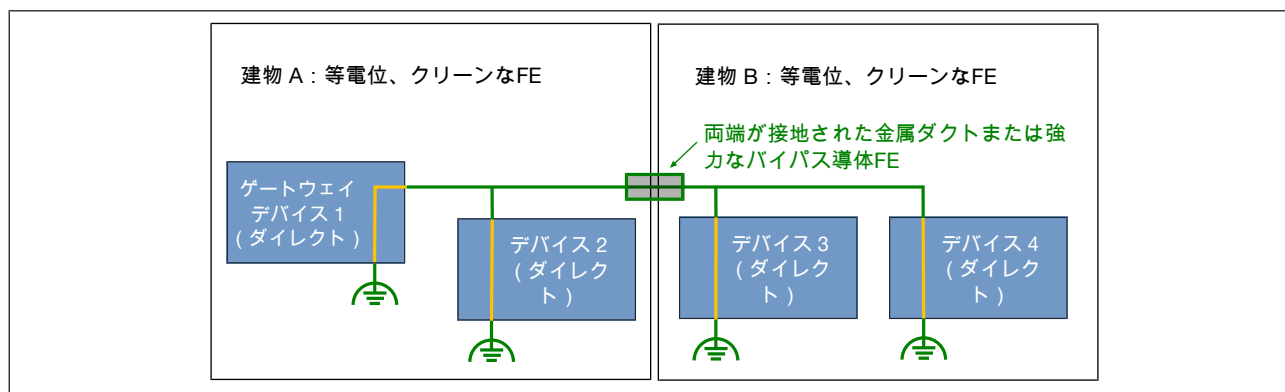 建物 A：等電位、クリーンなFE
建物 B：等電位、クリーンなFE
両端が接地された金属ダクトまたは強
力なバイパス導体FE
ゲートウェイ
デバイス 1
（ダイレクト）
デバイス 2
（ダイレク
ト）
デバイス 3
（ダイレク
ト）
デバイス 4
（ダイレク
ト）